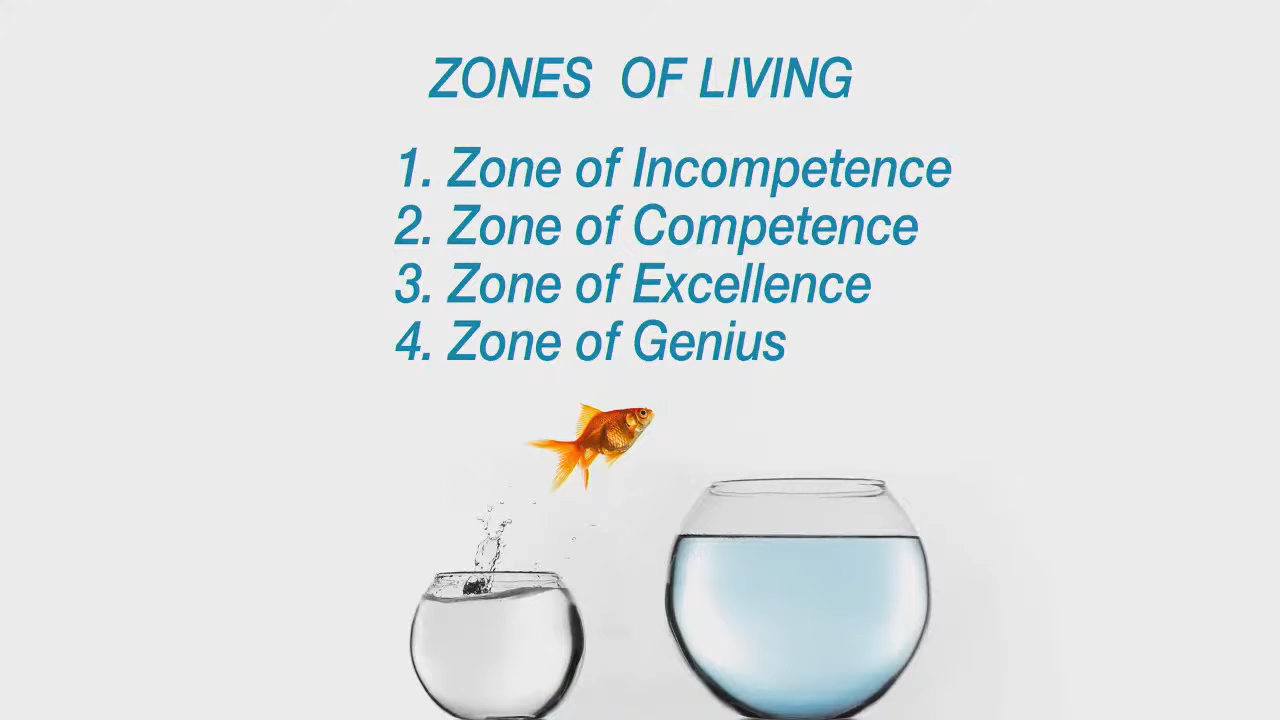 ZONES OF LIVING
1. Zone of Incompetence
2. Zone of Competence
3. Zone of Excellence
4. Zone of Genius